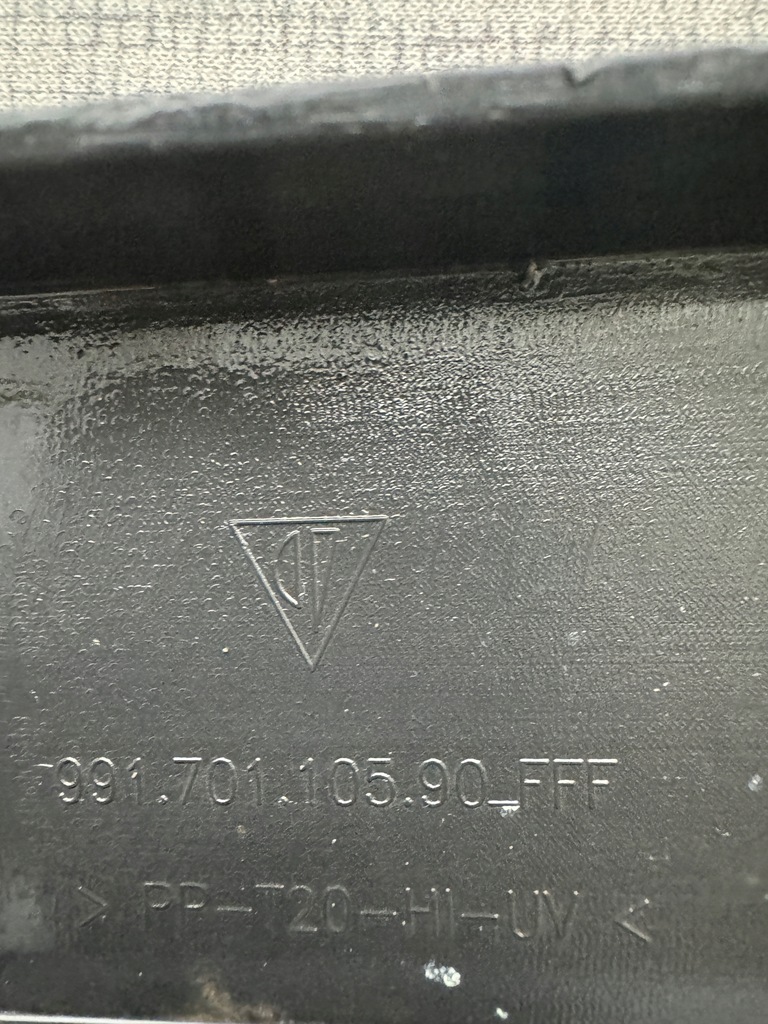 991.701.105.90_FFF
> PP-T20-HI-UV <